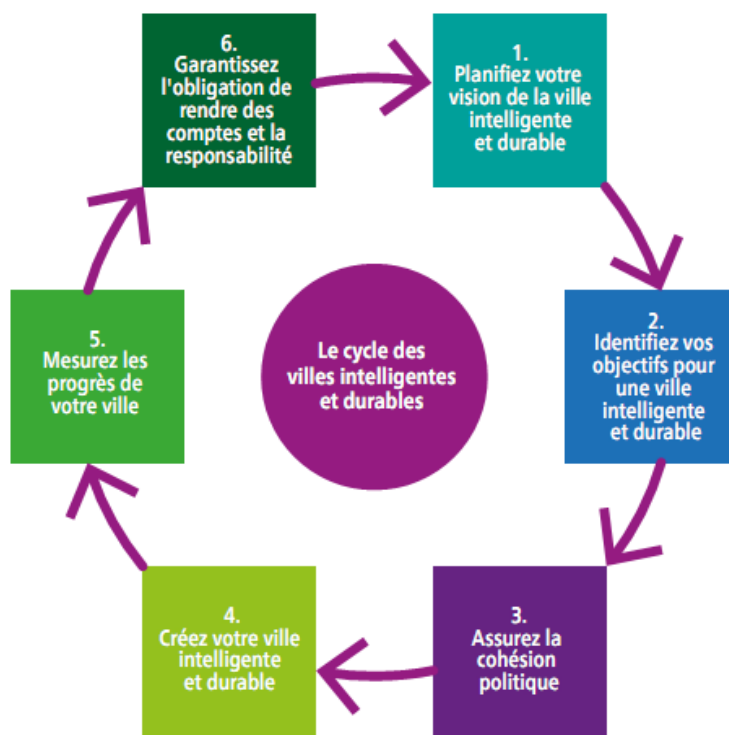 6.
Garantissez
l'obligation de
rendre des
comptes et la
responsabilité
1.
Planifiez votre
vision de la ville
intelligente
et durable
5.
Mesurez les
progrès de
votre ville
Le cycle des
villes intelligentes
et durables
2.
Identifiez vos
objectifs pour
une ville
intelligente
et durable
4.
Créez votre ville
intelligente
et durable
3.
Assurez la
cohésion
politique